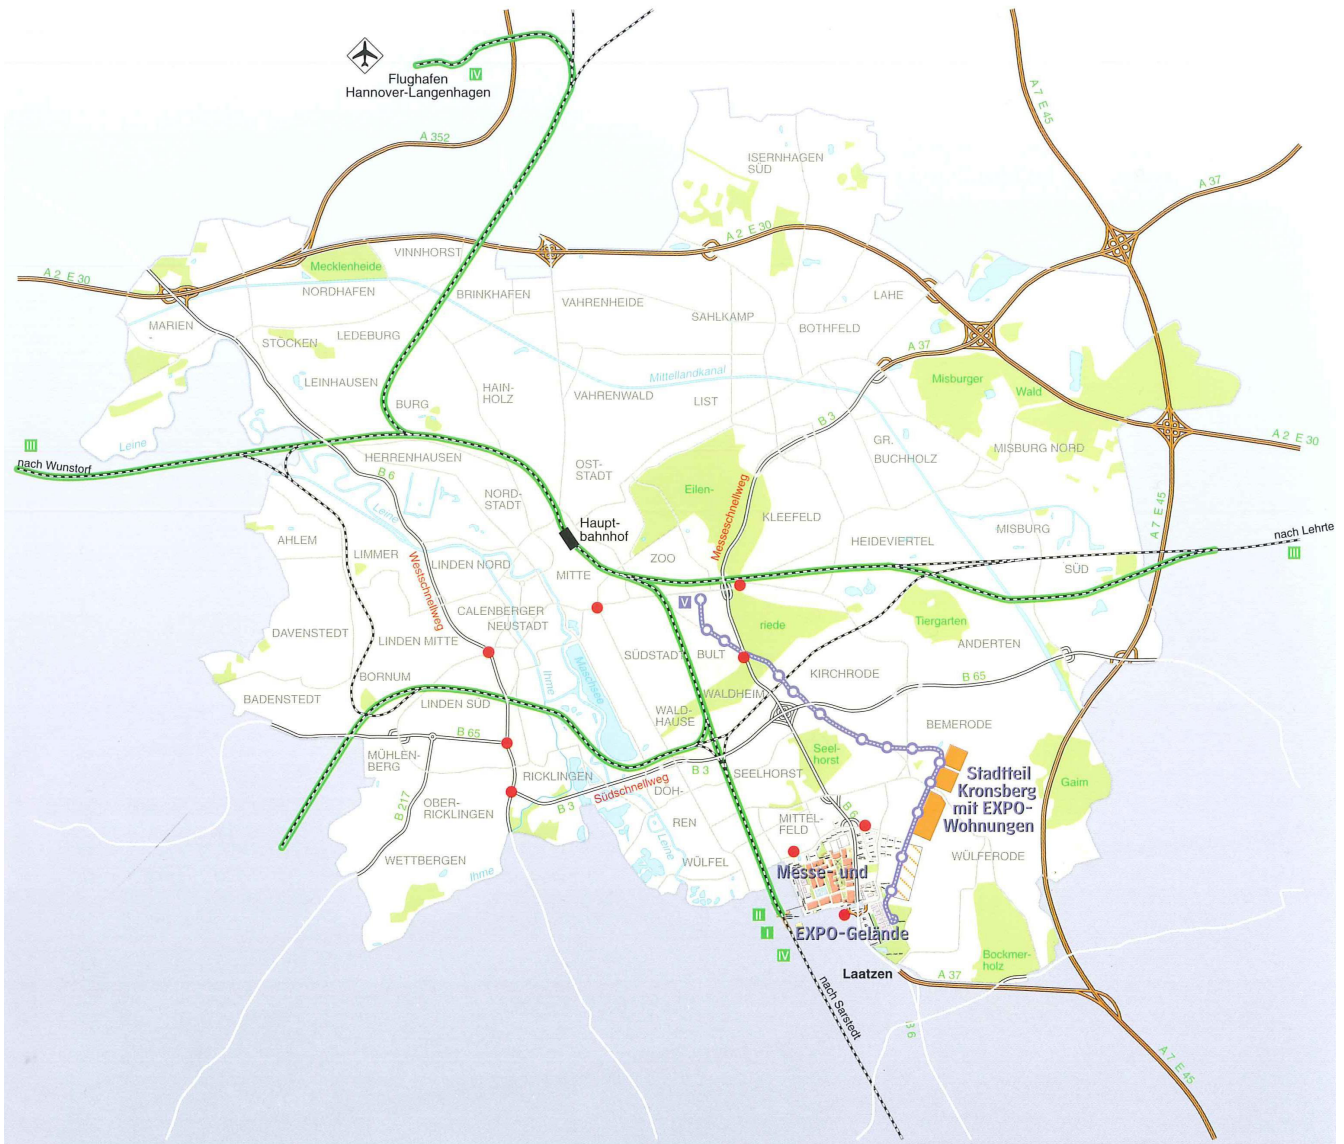 Flughafen
Hannover-Langenhagen
IV
A 352
A 7 E 45
A 37
ISERNHAGEN
SÜD
A 2 E 30
A 2 E 30
VINNHORST
Mecklenheide
NORDHAFEN
BRINKHAFEN
VAHRENHEIDE
SAHLKAMP
LAHE
BOTHFELD
MARIEN
STÖCKEN
LEDEBURG
A 37
LEINHAUSEN
HAIN-
HOLZ
VAHRENWALD
Mittellandkanal
LIST
Misburger
Wald
BURG
B 3
A 2 E 30
III
nach Wunstorf
Leine
HERRENHAUSEN
B 6
GR.
BUCHHOLZ
MISBURG NORD
OST-
STADT
NORD-
STADT
Eilen-
Messeschnellweg
KLEEFELD
A 7 E 45
Leine
Haupt-
bahnhof
AHLEM
LIMMER
LINDEN NORD
Westschnellweg
MITTE
ZOO
HEIDEVIERTEL
MISBURG
SÜD
nach Lehrte
III
V
CALENBERGER
NEUSTADT
riede
Tiergarten
ANDERTEN
DAVENSTEDT
LINDEN MITTE
SÜDSTADT
BULT
KIRCHRODE
BADENSTEDT
BORNUM
LINDEN SÜD
Ihme
Maschsee
WALDHEIM
WALD-
HAUSE
B 65
BEMERODE
B 65
MÜHLEN-
BERG
B 217
OBER-
RICKLINGEN
RICKLINGEN
B 3
Südschnellweg
B 3
DÖH-
REN
SEELHORST
Seel-
horst
Stadtteil
Kronsberg
mit EXPO-
Wohnungen
Gaim
B 6
MITTEL-
FELD
WETTBERGEN
Ihme
Leine
WÜLFEL
WÜLFERODE
Messe- und
EXPO-Gelände
II
I
IV
Laatzen
Bockmer-
holz
A 37
nach Sarstedt
B 6
A 7 E 45